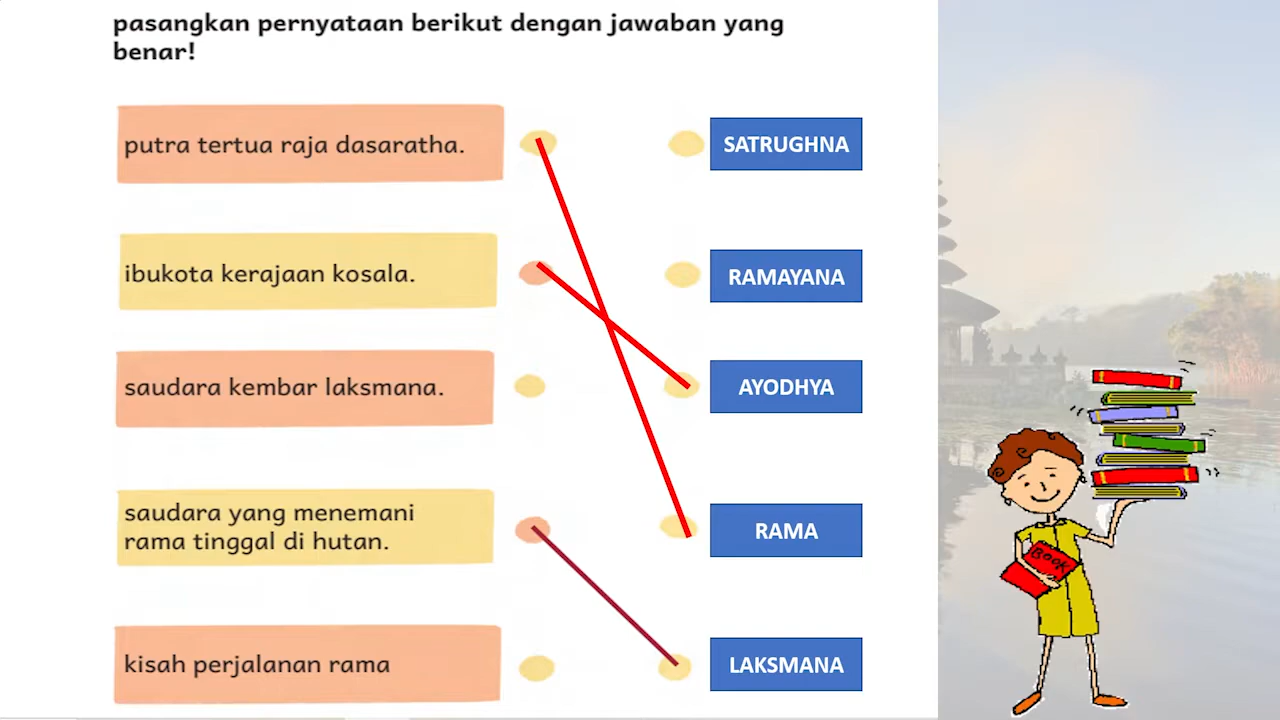 pasangkan pernyataan berikut dengan jawaban yang
benar!
putra tertua raja dasaratha.
SATRUGHNA
ibukota kerajaan kosala.
RAMAYANA
saudara kembar laksmana.
AYODHYA
saudara yang menemani
rama tinggal di hutan.
RAMA
kisah perjalanan rama
LAKSMANA
BOOK